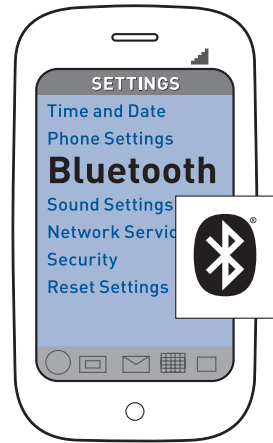 SETTINGS
Time and Date
Phone Settings
Bluetooth
Sound Settings
Network Servic
Security
Reset Settings
®